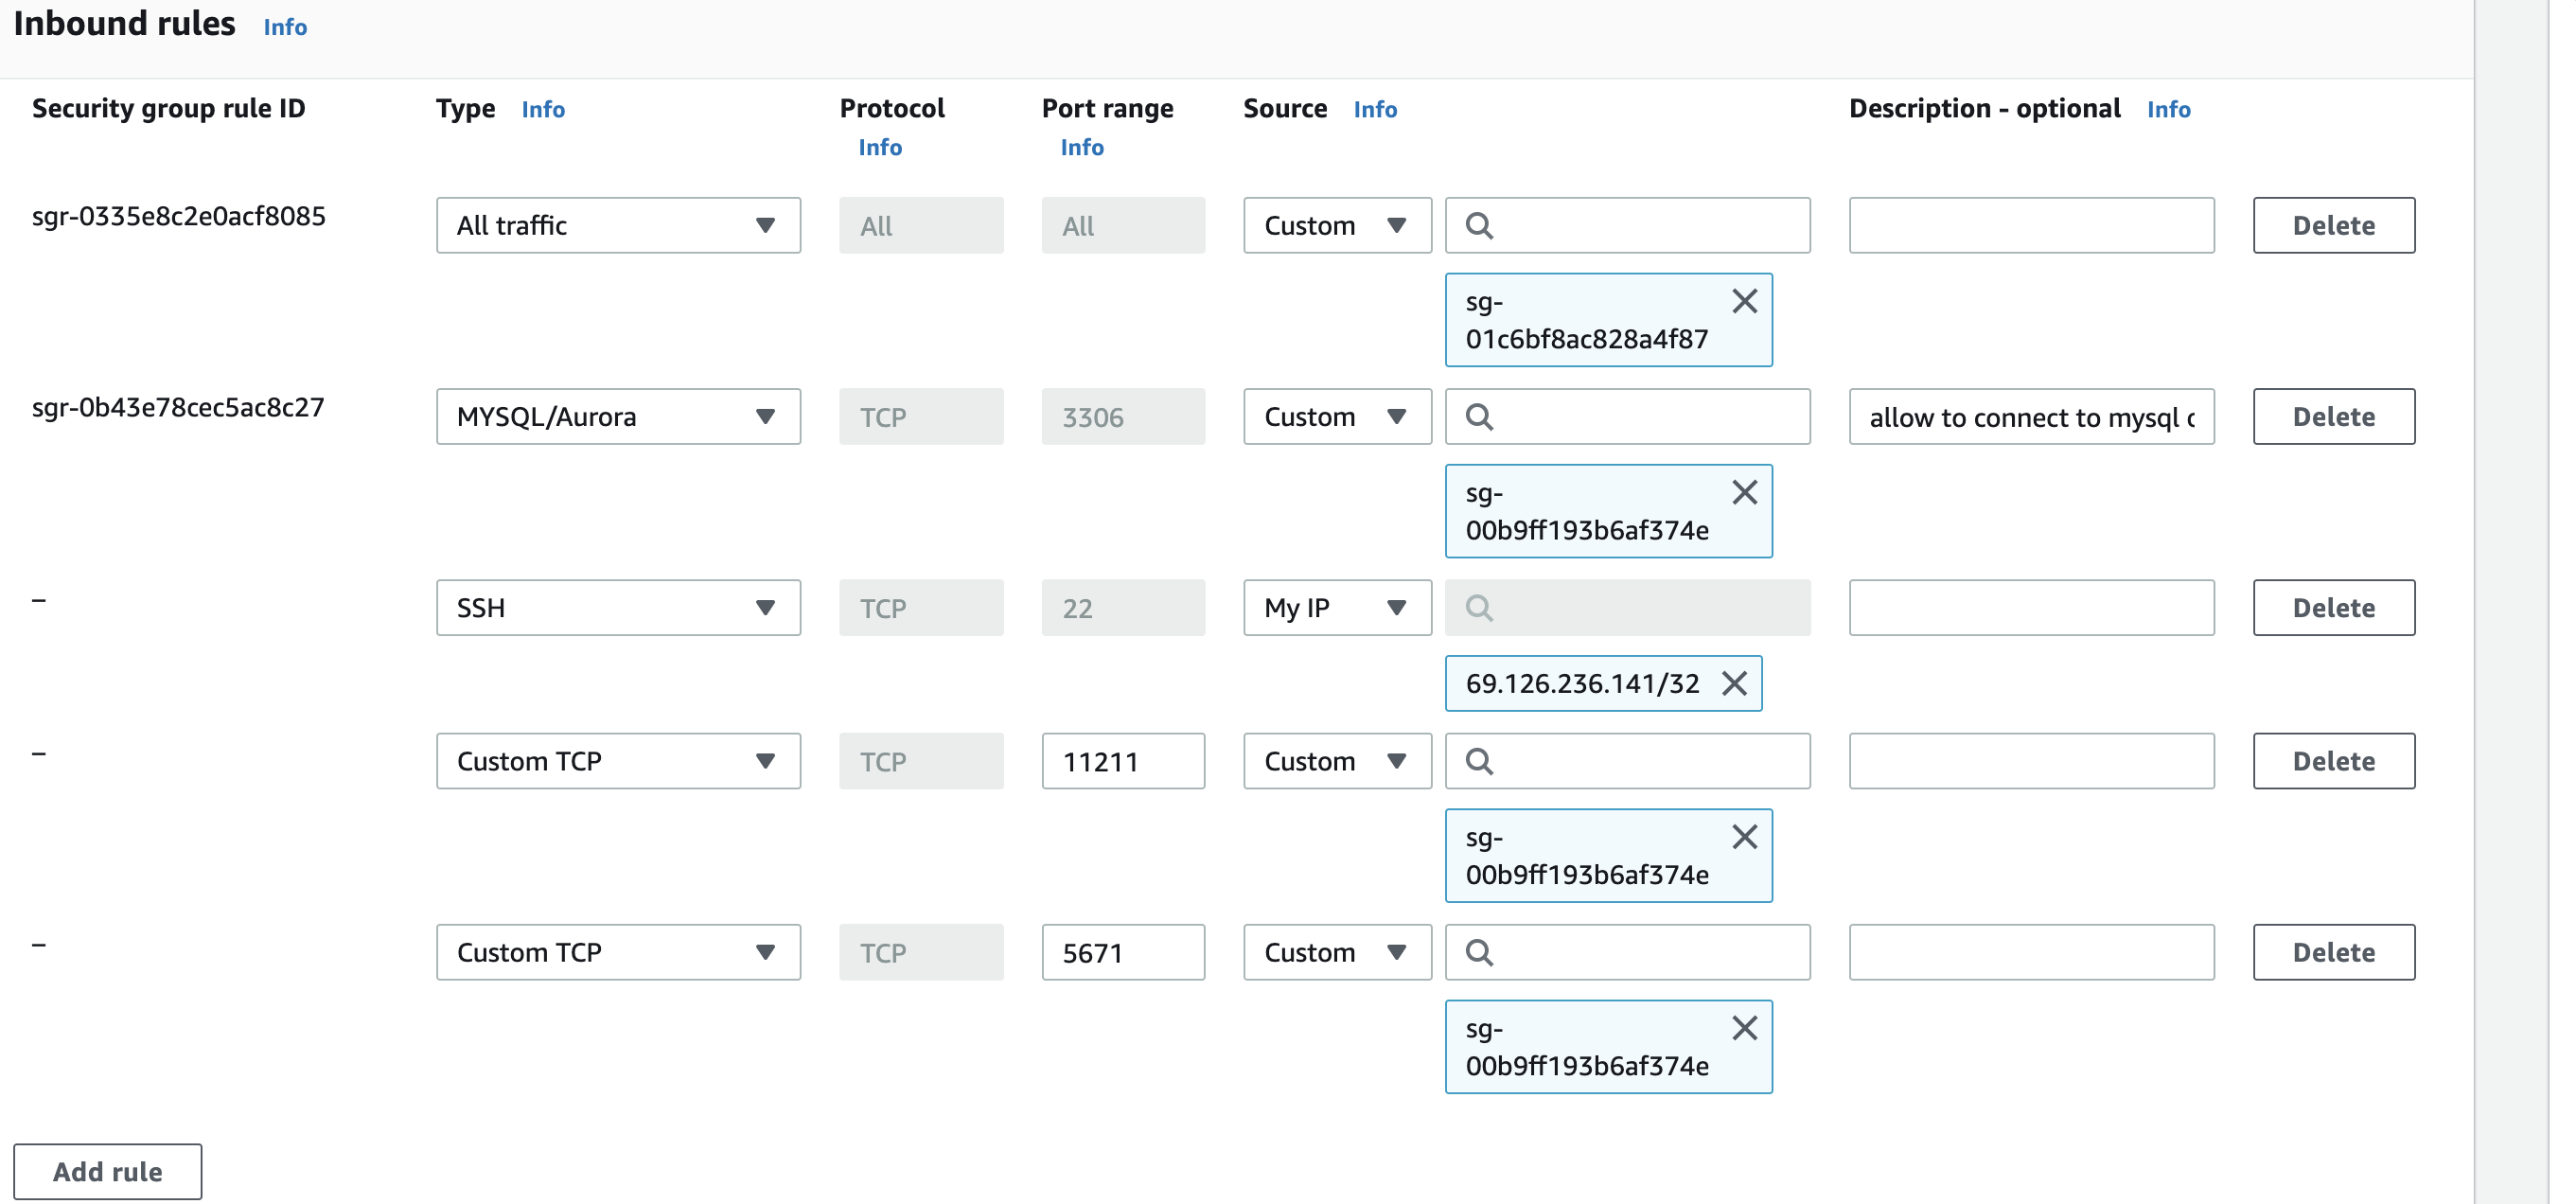 Inbound rules Info
Security group rule ID Type Info Protocol Info Port range Info Source Info Description - optional Info
sgr-0335e8c2e0acf8085 All traffic All All Custom Delete
sg-
01c6bf8ac828a4f87
sgr-0b43e78cec5ac8c27 MYSQL/Aurora TCP 3306 Custom allow to connect to mysql c Delete
sg-
00b9ff193b6af374e
– SSH TCP 22 My IP Delete
69.126.236.141/32
– Custom TCP TCP 11211 Custom Delete
sg-
00b9ff193b6af374e
– Custom TCP TCP 5671 Custom Delete
sg-
00b9ff193b6af374e
Add rule